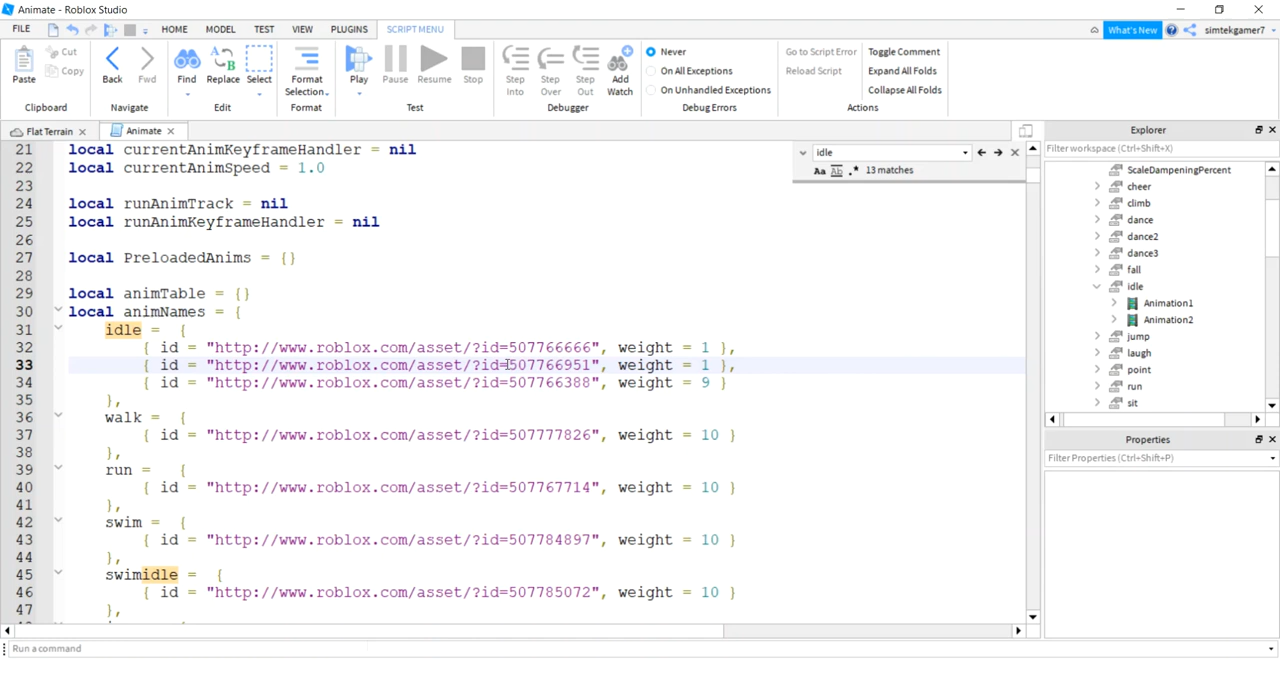 Animate - Roblox Studio
FILE HOME MODEL TEST VIEW PLUGINS SCRIPT MENU What's New simtekgamer7
Paste Cut Copy Clipboard
Back Fwd Navigate
Find Replace Select Edit
Format Selection Format
Play Pause Resume Stop Test
Step Into Step Over Step Out Add Watch Debugger
Never
On All Exceptions
On Unhandled Exceptions
Debug Errors
Go to Script Error Toggle Comment
Reload Script Expand All Folds
Collapse All Folds
Actions
Flat Terrain Animate
idle
Aa Ab .* 13 matches
21 local currentAnimKeyframeHandler = nil
22 local currentAnimSpeed = 1.0
23
24 local runAnimTrack = nil
25 local runAnimKeyframeHandler = nil
26
27 local PreloadedAnims = {}
28
29 local animTable = {}
30 local animNames = {
31 idle = {
32 { id = "http://www.roblox.com/asset/?id=507766666", weight = 1 },
33 { id = "http://www.roblox.com/asset/?id=507766951", weight = 1 },
34 { id = "http://www.roblox.com/asset/?id=507766388", weight = 9 }
35 },
36 walk = {
37 { id = "http://www.roblox.com/asset/?id=507777826", weight = 10 }
38 },
39 run = {
40 { id = "http://www.roblox.com/asset/?id=507767714", weight = 10 }
41 },
42 swim = {
43 { id = "http://www.roblox.com/asset/?id=507784897", weight = 10 }
44 },
45 swimidle = {
46 { id = "http://www.roblox.com/asset/?id=507785072", weight = 10 }
47 },
Explorer
Filter workspace (Ctrl+Shift+X)
ScaleDampeningPercent
cheer
climb
dance
dance2
dance3
fall
idle
Animation1
Animation2
jump
laugh
point
run
sit
Properties
Filter Properties (Ctrl+Shift+P)
Run a command